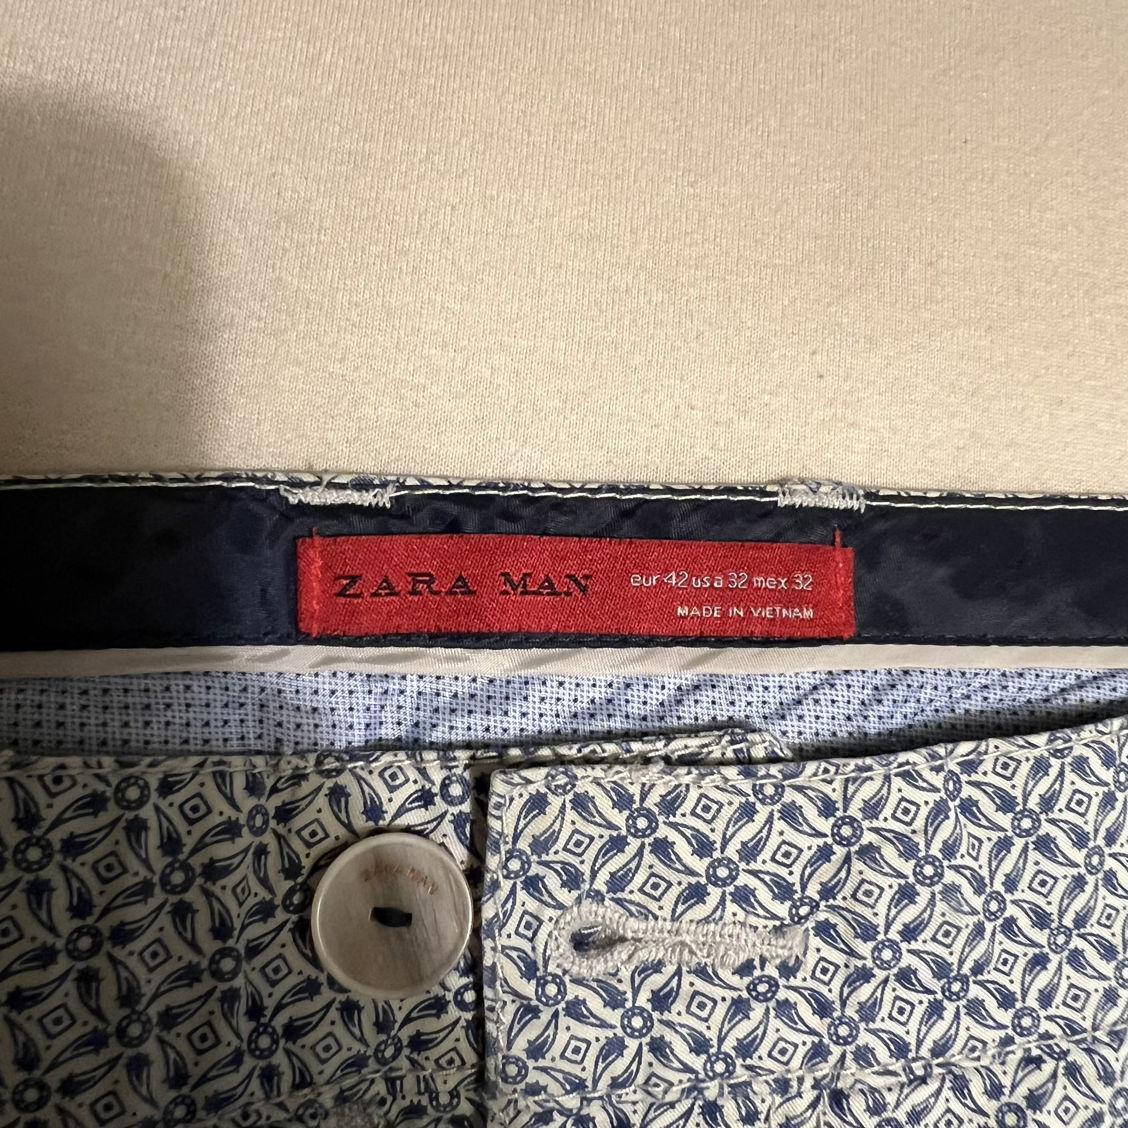 ZARA MAN
eur 42 usa 32 mex 32
MADE IN VIETNAM
ZARA MAN